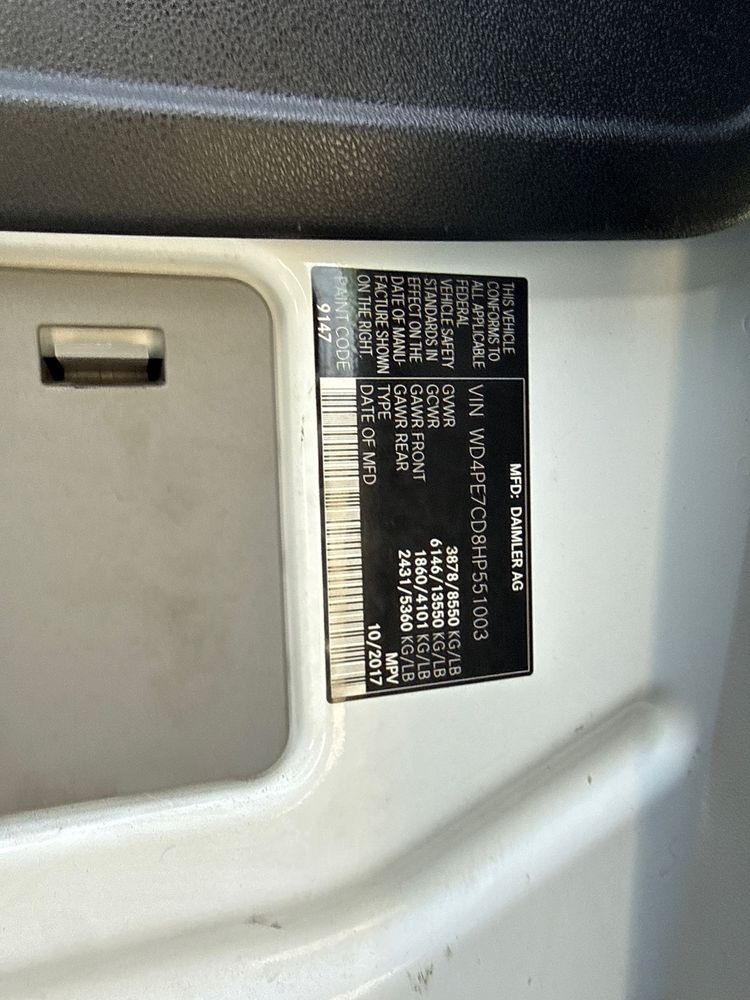 MFD: DAIMLER AG
THIS VEHICLE
CONFORMS TO
ALL APPLICABLE
FEDERAL
VEHICLE SAFETY
STANDARDS IN
EFFECT ON THE
DATE OF MANU-
FACTURE SHOWN
ON THE RIGHT.
PAINT CODE
9147
VIN WD4PE7CD8HP551003
GVWR 3878/8550 KG/LB
GCWR 6146/13550 KG/LB
GAWR FRONT 1860/4101 KG/LB
GAWR REAR 2431/5360 KG/LB
TYPE MPV
DATE OF MFD 10/2017